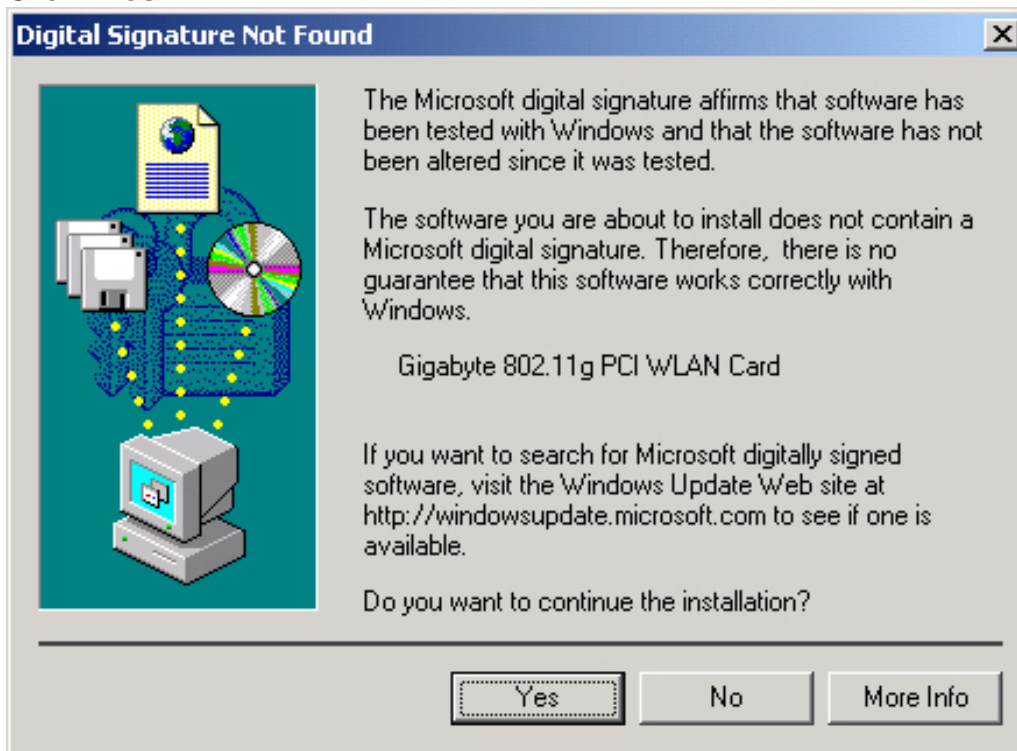 Digital Signature Not Found
The Microsoft digital signature affirms that software has
been tested with Windows and that the software has not
been altered since it was tested.
The software you are about to install does not contain a
Microsoft digital signature. Therefore,  there is no
guarantee that this software works correctly with
Windows.
Gigabyte 802.11g PCI WLAN Card
If you want to search for Microsoft digitally signed
software, visit the Windows Update Web site at
http://windowsupdate.microsoft.com to see if one is
available.
Do you want to continue the installation?
Yes
No
More Info